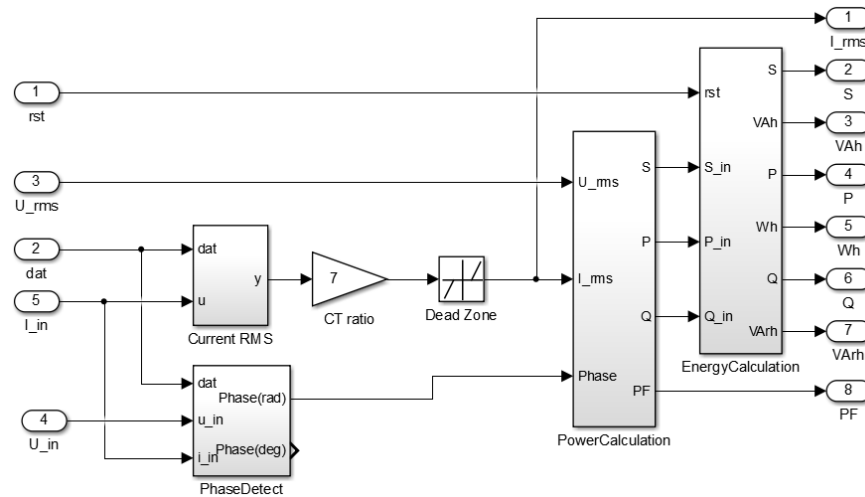 1
I_rms
1
rst
rst
S
2
S
VAh
3
VAh
3
U_rms
U_rms
S
S_in
P
4
P
2
dat
dat
y
7
CT ratio
Dead Zone
I_rms
P
P_in
Wh
5
Wh
5
I_in
u
Current RMS
Q
Q_in
Q
6
Q
VArh
7
VArh
EnergyCalculation
dat
Phase(rad)
Phase
PF
8
PF
PowerCalculation
4
U_in
u_in
Phase(deg)
i_in
PhaseDetect